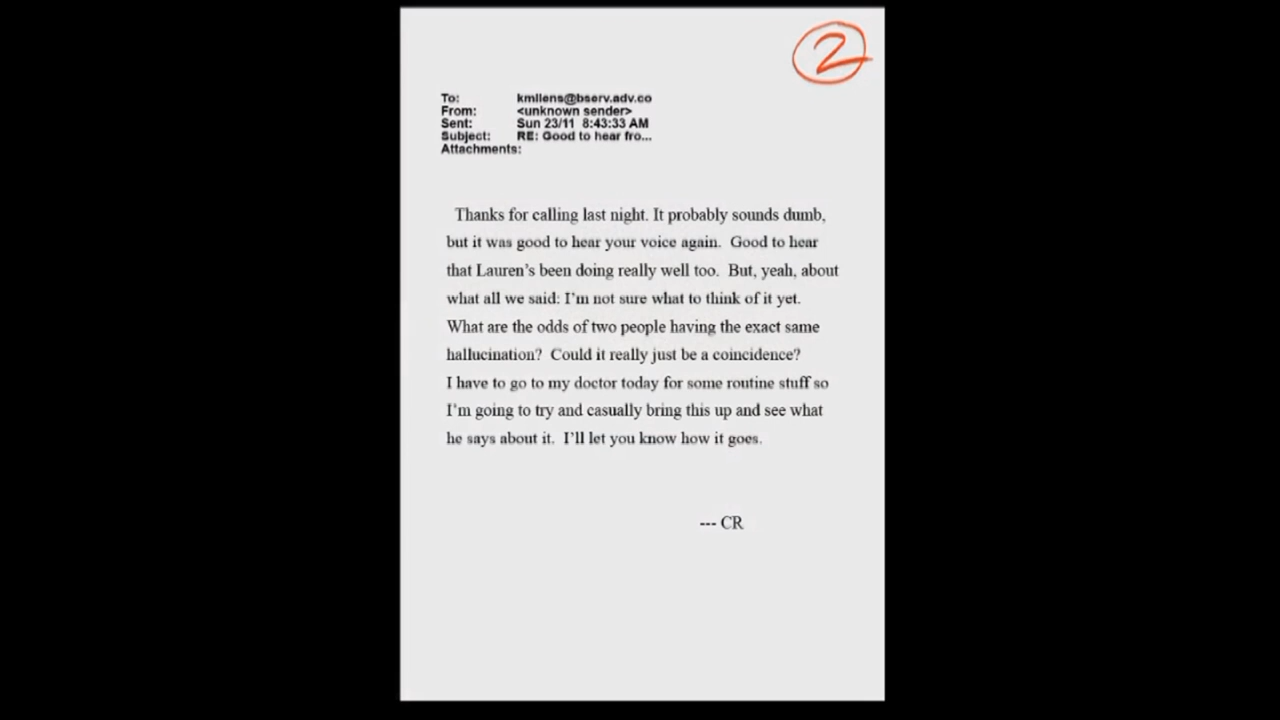 2
To: kmllens@bserv.adv.co
From: <unknown sender>
Sent: Sun 23/11 8:43:33 AM
Subject: RE: Good to hear fro...
Attachments:
Thanks for calling last night. It probably sounds dumb,
but it was good to hear your voice again. Good to hear
that Lauren's been doing really well too. But, yeah, about
what all we said: I'm not sure what to think of it yet.
What are the odds of two people having the exact same
hallucination? Could it really just be a coincidence?
I have to go to my doctor today for some routine stuff so
I'm going to try and casually bring this up and see what
he says about it. I'll let you know how it goes.
--- CR